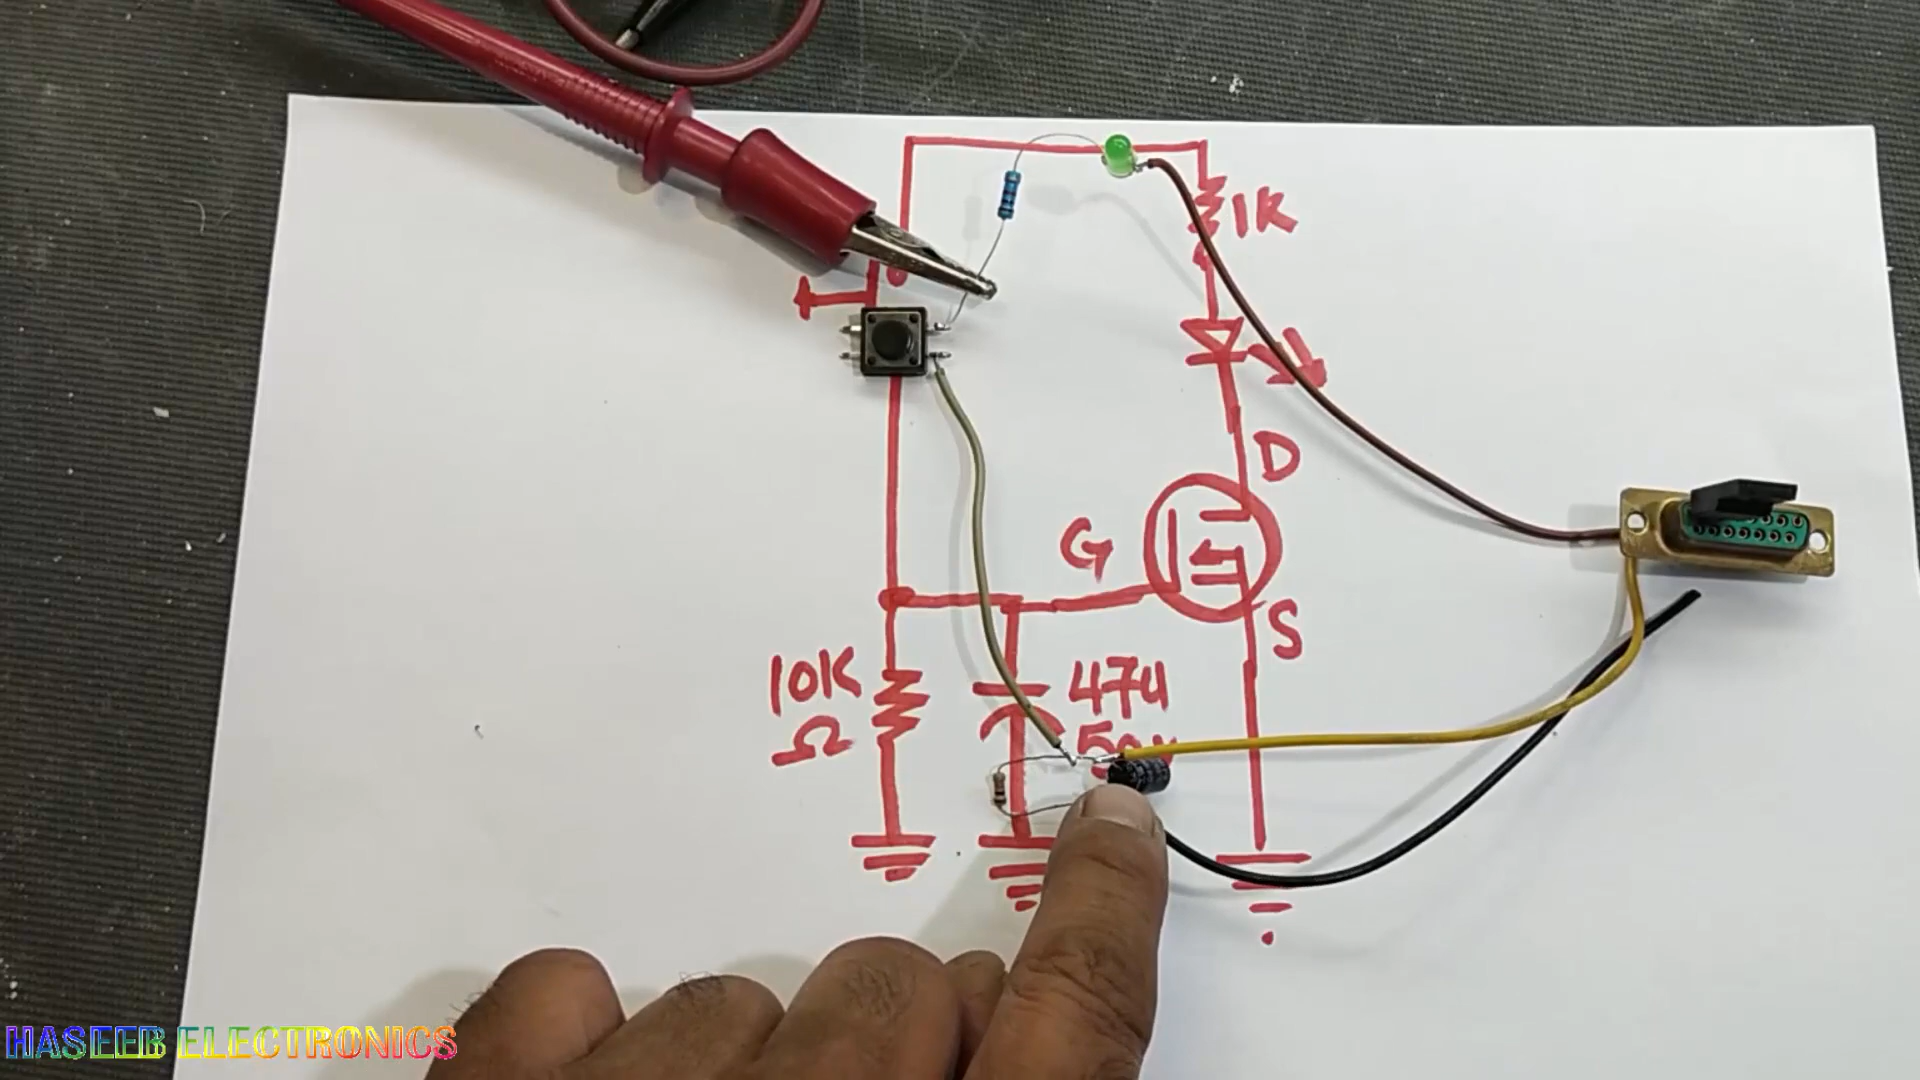 1K
D
G
S
10K
Ω
47u
HASEEB ELECTRONICS